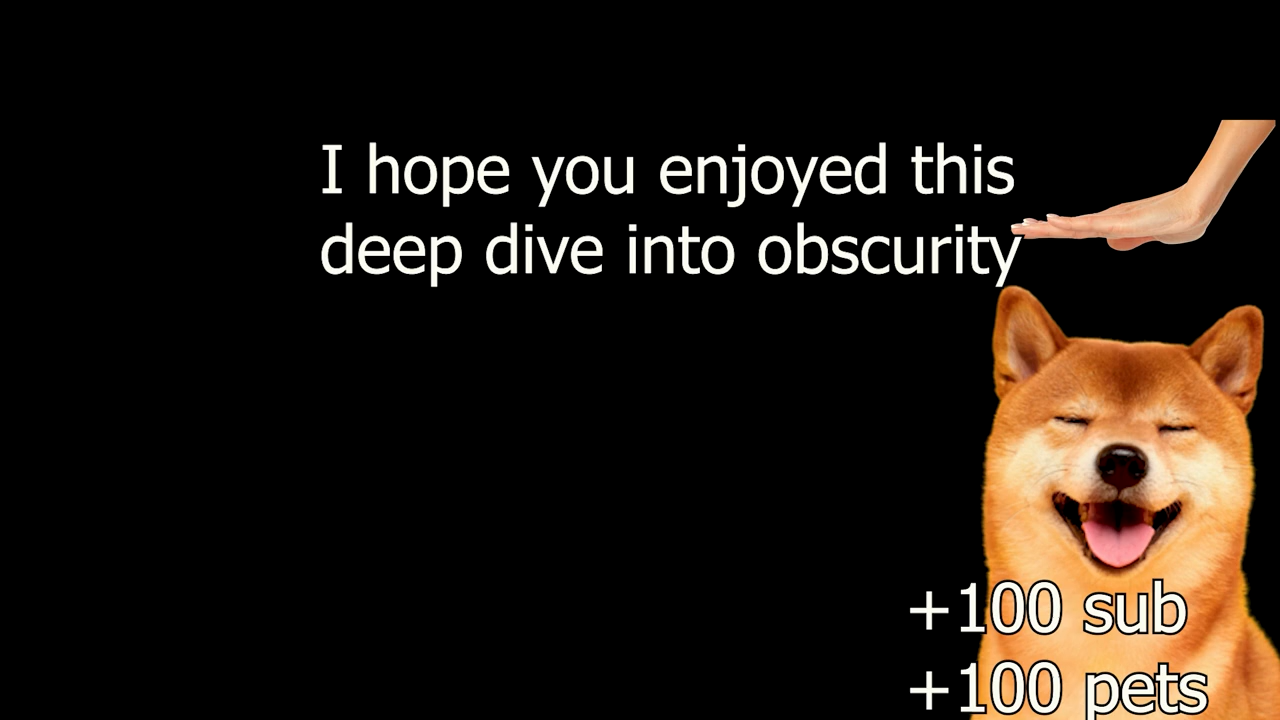 I hope you enjoyed this
deep dive into obscurity
+100 sub
+100 pets